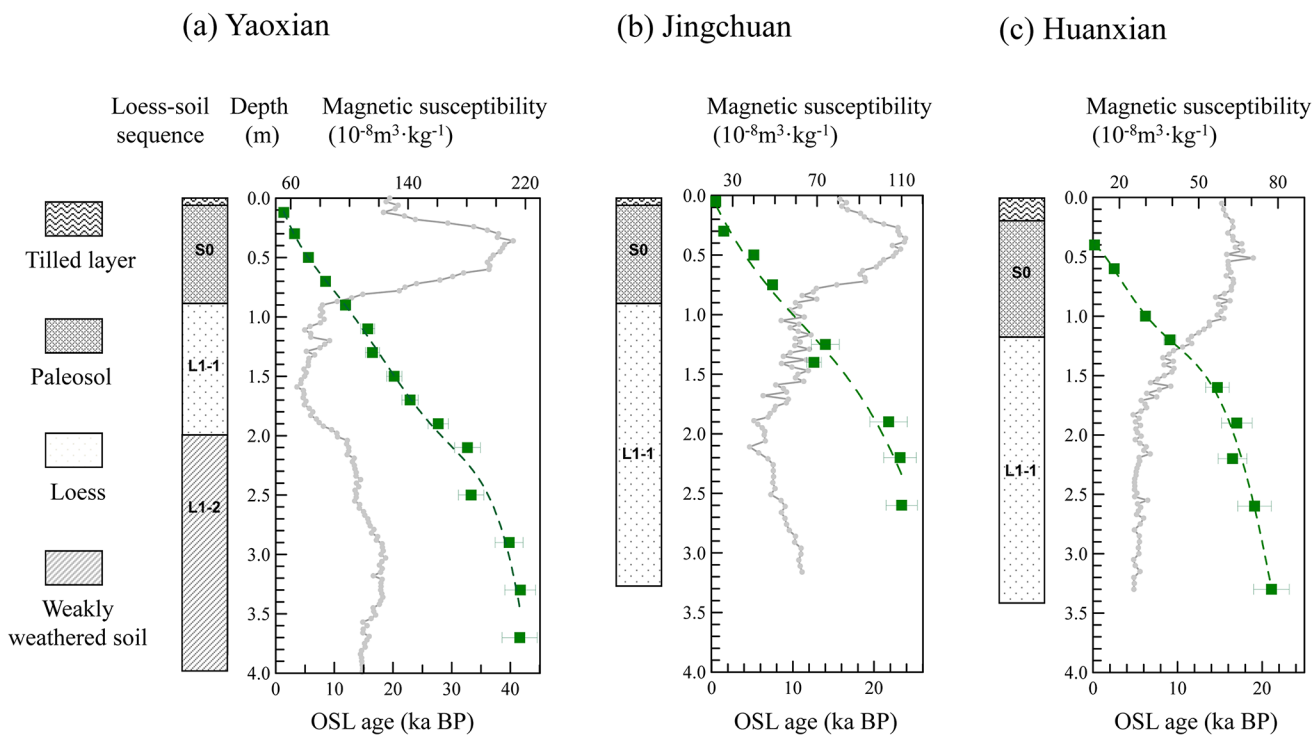 (a) Yaoxian
(b) Jingchuan
(c) Huanxian
Loess-soil
sequence
Depth
(m)
Magnetic susceptibility
(10⁻⁸m³·kg⁻¹)
Magnetic susceptibility
(10⁻⁸m³·kg⁻¹)
Magnetic susceptibility
(10⁻⁸m³·kg⁻¹)
60 140 220
30 70 110
20 40 60 80
Tilled layer
Paleosol
Loess
Weakly
weathered soil
S0
L1-1
L1-2
0.0
0.5
1.0
1.5
2.0
2.5
3.0
3.5
4.0
0 10 20 30 40
OSL age (ka BP)
S0
L1-1
0.0
0.5
1.0
1.5
2.0
2.5
3.0
3.5
4.0
0 10 20
OSL age (ka BP)
S0
L1-1
0.0
0.5
1.0
1.5
2.0
2.5
3.0
3.5
4.0
0 10 20
OSL age (ka BP)